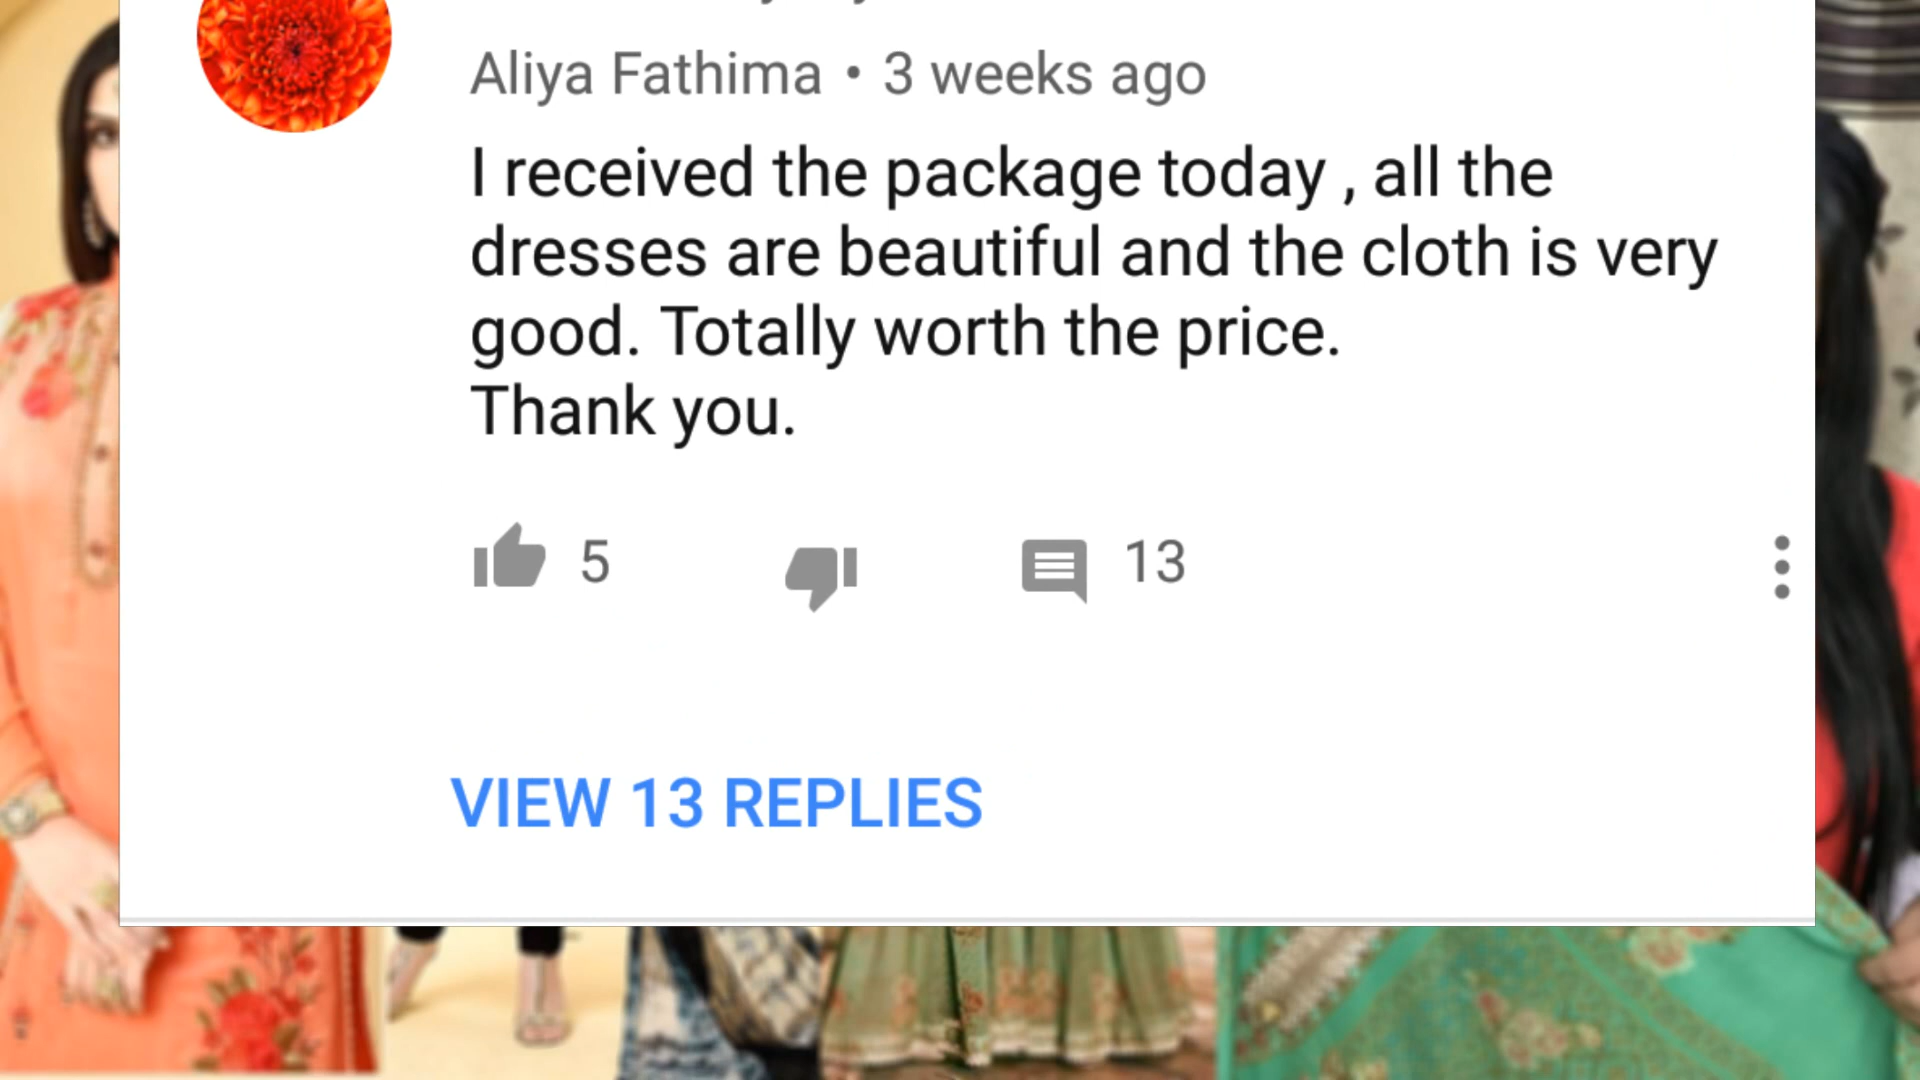 Aliya Fathima • 3 weeks ago
I received the package today , all the
dresses are beautiful and the cloth is very
good. Totally worth the price.
Thank you.
5
13
VIEW 13 REPLIES